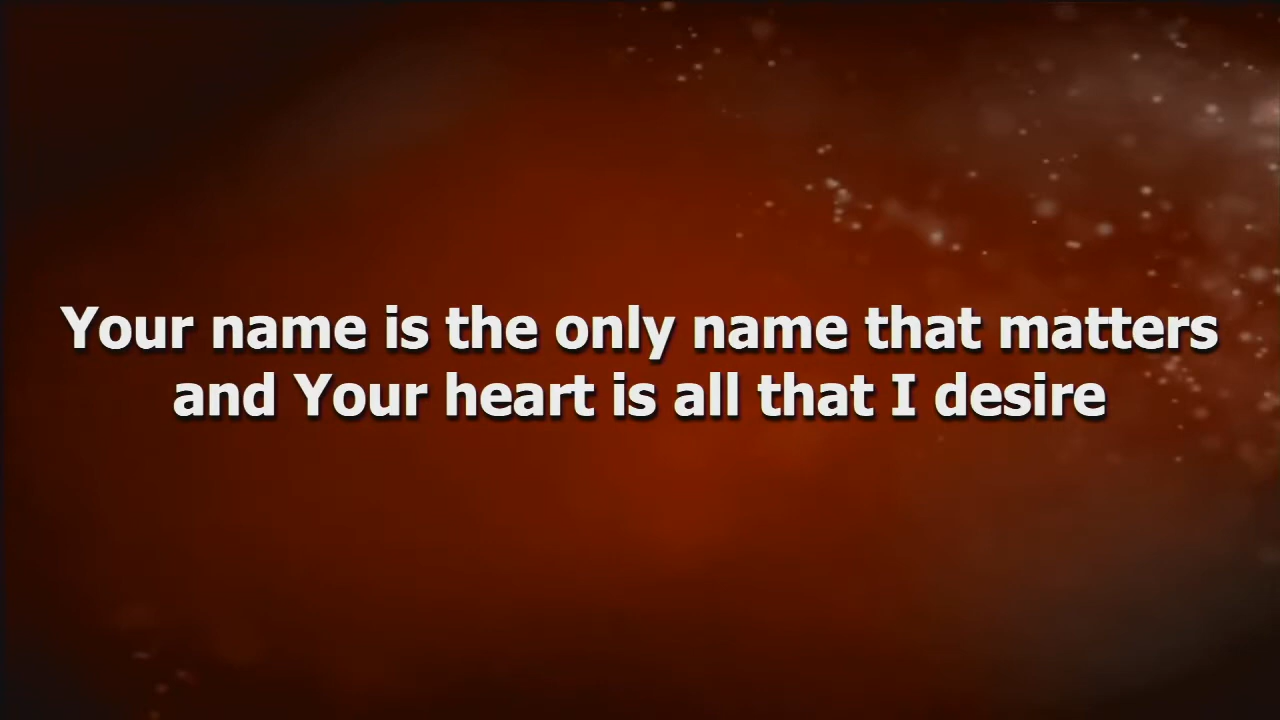 Your name is the only name that matters
and Your heart is all that I desire